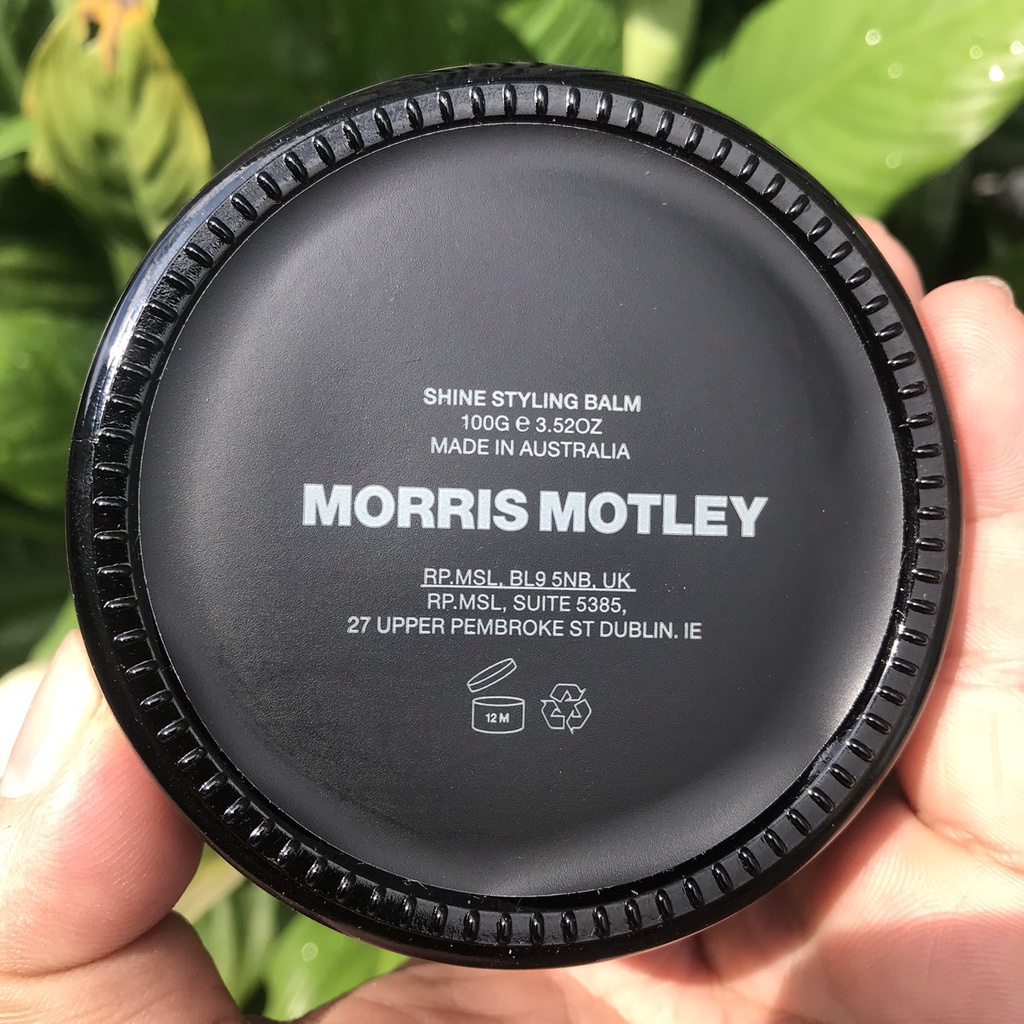 SHINE STYLING BALM
100G ℮ 3.52OZ
MADE IN AUSTRALIA
MORRIS MOTLEY
RP.MSL, BL9 5NB, UK
RP.MSL, SUITE 5385,
27 UPPER PEMBROKE ST DUBLIN. IE
12 M